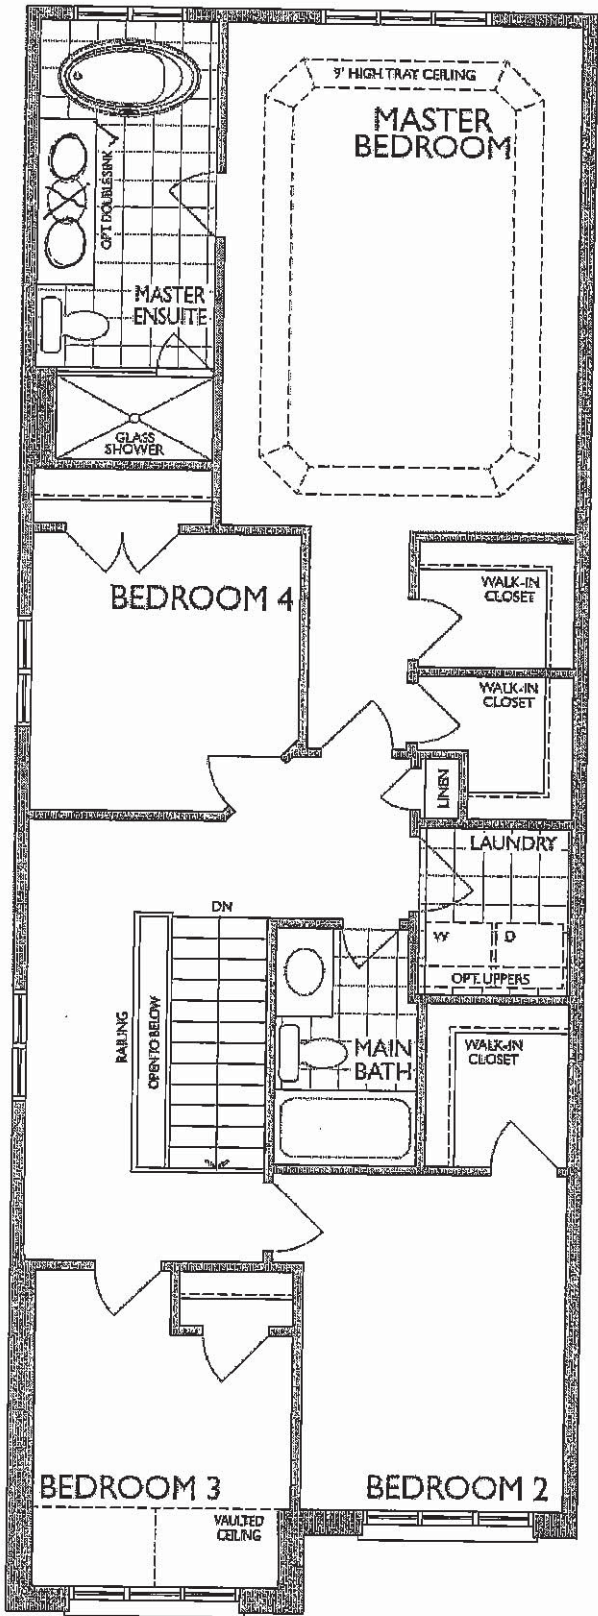 9' HIGH TRAY CEILING
MASTER
BEDROOM
OPT DOUBLESINK
MASTER
ENSUITE
GLASS
SHOWER
BEDROOM 4
WALK-IN
CLOSET
WALK-IN
CLOSET
LINEN
LAUNDRY
W
D
OPT. UPPERS
DN
RAILING
OPEN TO BELOW
MAIN
BATH
WALK-IN
CLOSET
BEDROOM 3
BEDROOM 2
VAULTED
CEILING